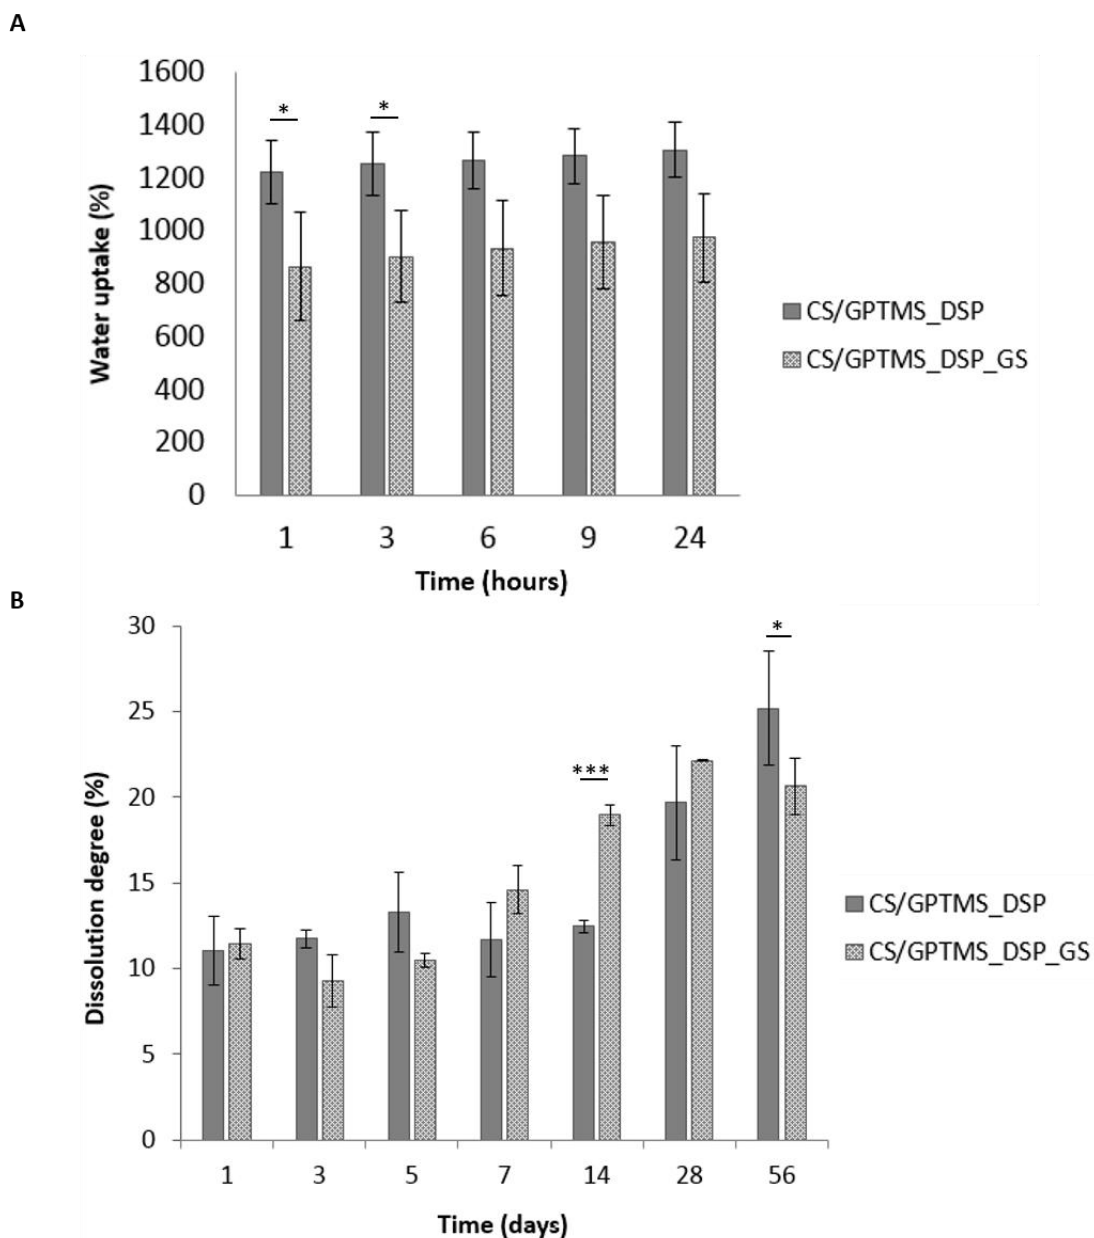 A
1600
1400
1200
1000
800
600
400
200
0
Water uptake (%)
* *
1 3 6 9 24
Time (hours)
CS/GPTMS_DSP
CS/GPTMS_DSP_GS
B
30
25
20
15
10
5
0
Dissolution degree (%)
***
*
1 3 5 7 14 28 56
Time (days)
CS/GPTMS_DSP
CS/GPTMS_DSP_GS